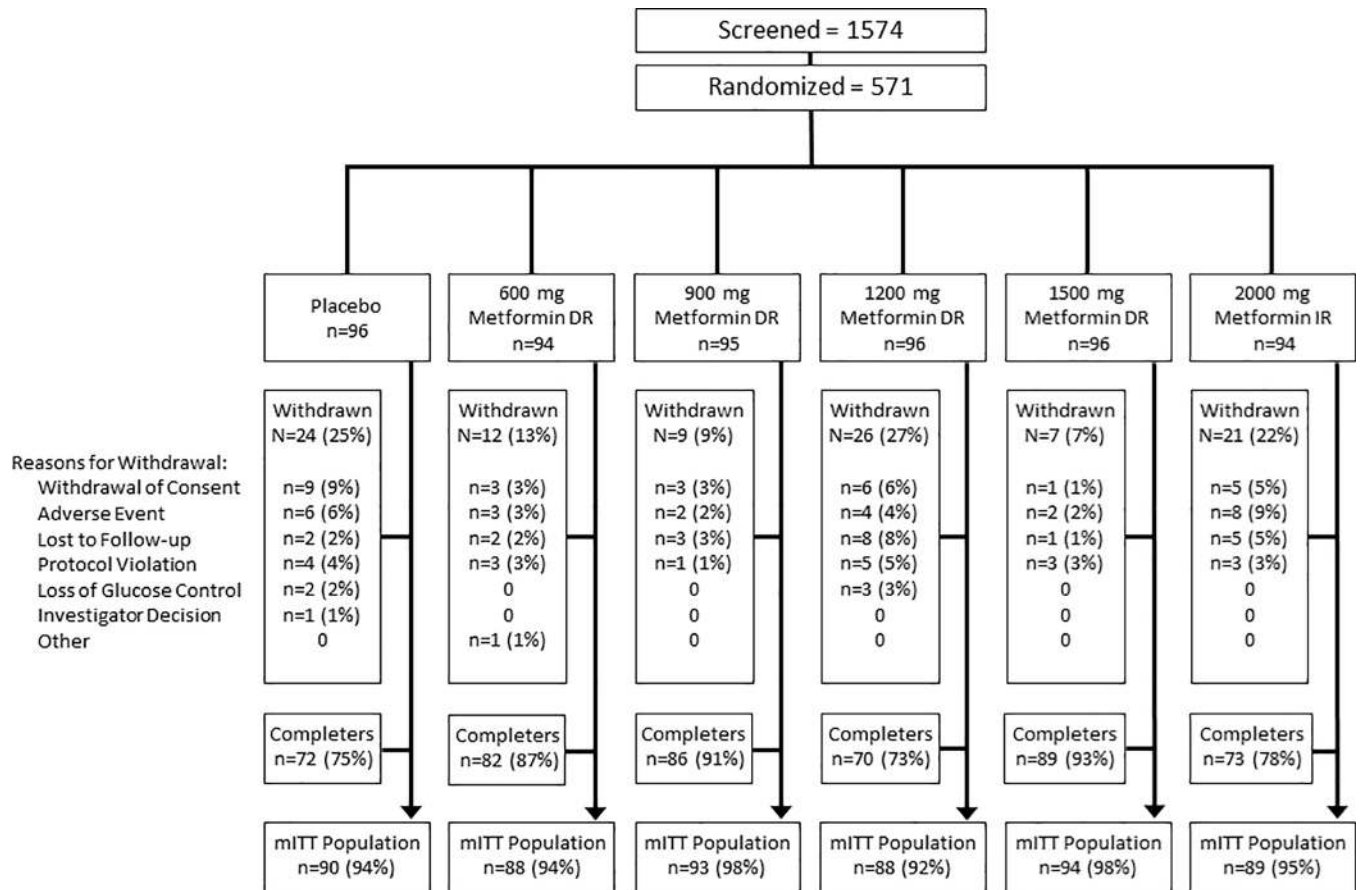 Screened = 1574
Randomized = 571
Placebo
n=96
600 mg
Metformin DR
n=94
900 mg
Metformin DR
n=95
1200 mg
Metformin DR
n=96
1500 mg
Metformin DR
n=96
2000 mg
Metformin IR
n=94
Reasons for Withdrawal:
Withdrawal of Consent
Adverse Event
Lost to Follow-up
Protocol Violation
Loss of Glucose Control
Investigator Decision
Other
Withdrawn
N=24 (25%)
n=9 (9%)
n=6 (6%)
n=2 (2%)
n=4 (4%)
n=2 (2%)
n=1 (1%)
0
Withdrawn
N=12 (13%)
n=3 (3%)
n=3 (3%)
n=2 (2%)
n=3 (3%)
0
0
n=1 (1%)
Withdrawn
N=9 (9%)
n=3 (3%)
n=2 (2%)
n=3 (3%)
n=1 (1%)
0
0
0
Withdrawn
N=26 (27%)
n=6 (6%)
n=4 (4%)
n=8 (8%)
n=5 (5%)
n=3 (3%)
0
0
Withdrawn
N=7 (7%)
n=1 (1%)
n=2 (2%)
n=1 (1%)
n=3 (3%)
0
0
0
Withdrawn
N=21 (22%)
n=5 (5%)
n=8 (9%)
n=5 (5%)
n=3 (3%)
0
0
0
Completers
n=72 (75%)
Completers
n=82 (87%)
Completers
n=86 (91%)
Completers
n=70 (73%)
Completers
n=89 (93%)
Completers
n=73 (78%)
mITT Population
n=90 (94%)
mITT Population
n=88 (94%)
mITT Population
n=93 (98%)
mITT Population
n=88 (92%)
mITT Population
n=94 (98%)
mITT Population
n=89 (95%)